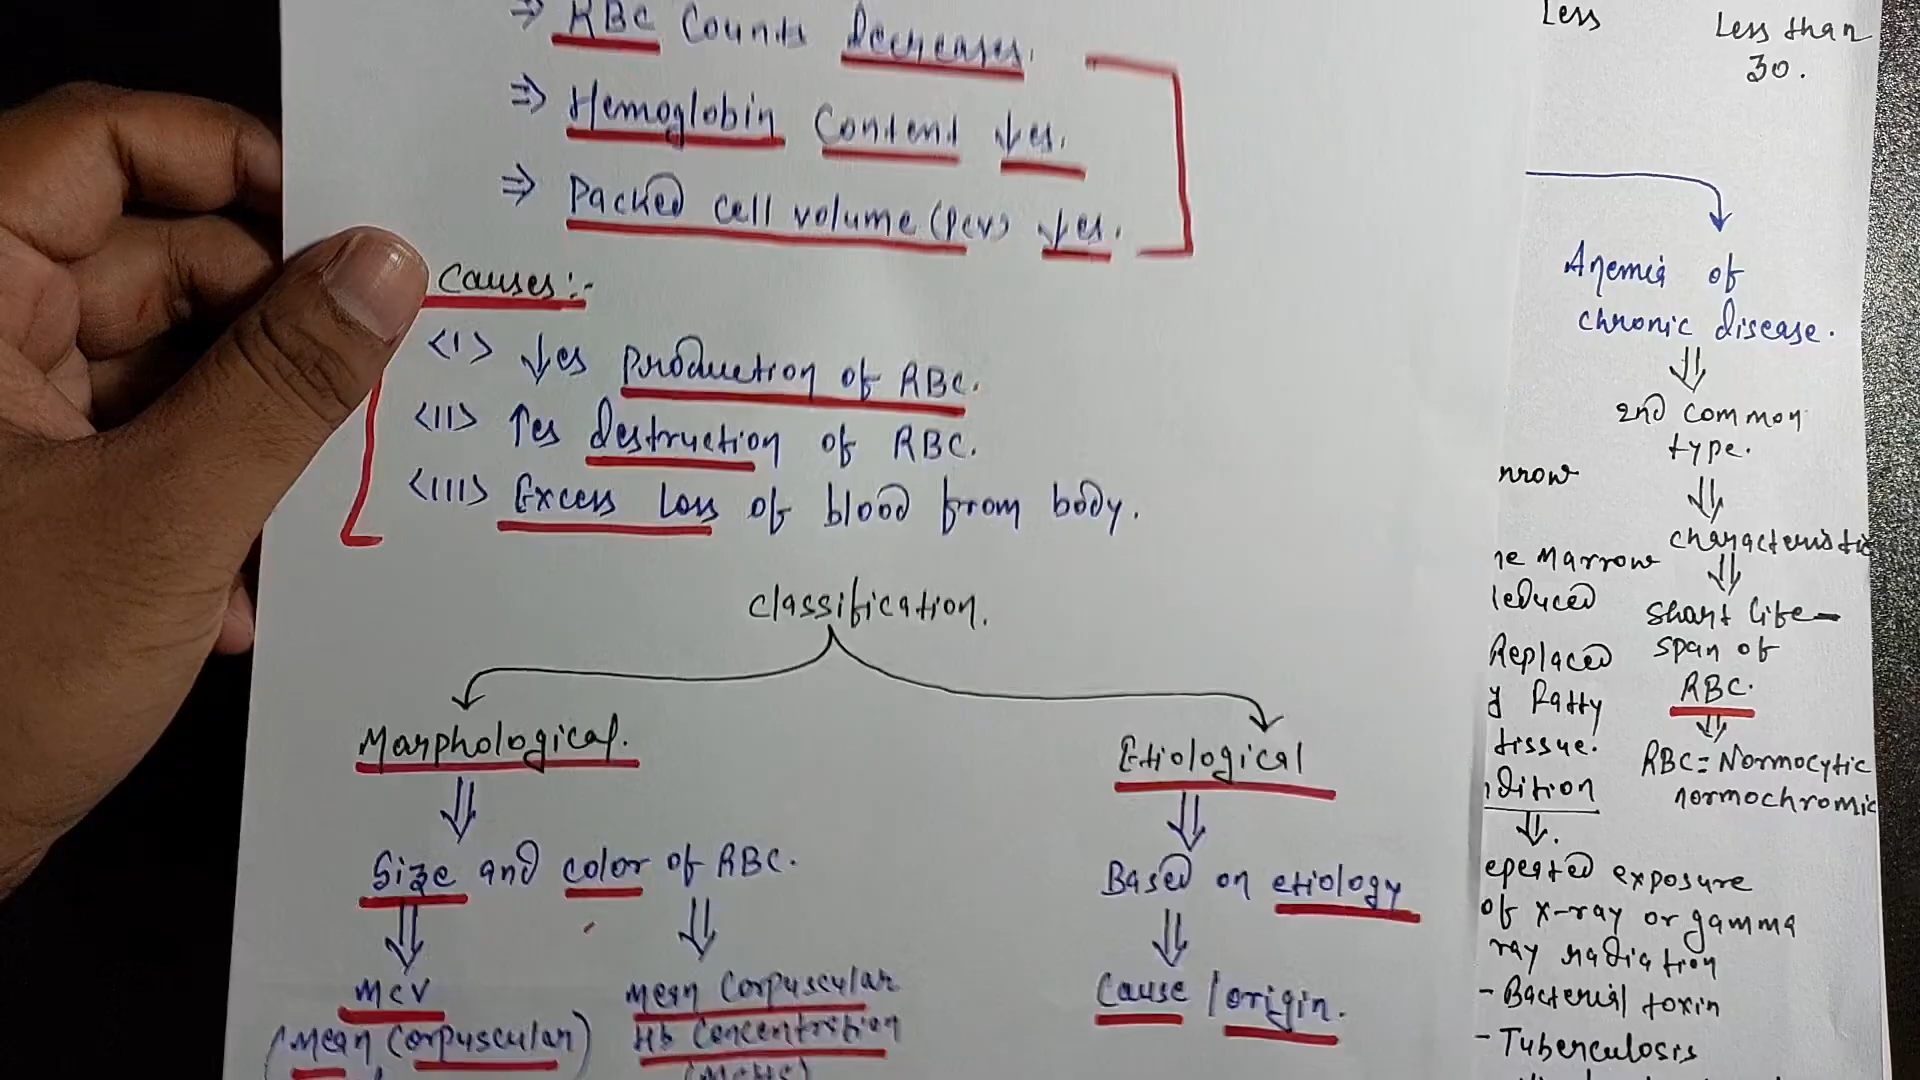 ⇒ RBC Counts Decreases.
⇒ Hemoglobin Content ↓es.
⇒ Packed cell volume (PCV) ↓es.
Causes:-
<I> ↓es Production of RBC.
<II> ↑es destruction of RBC.
<III> Excess Loss of blood from body.
Classification.
Morphological.
⇓
Size and color of RBC.
⇓ ⇓
MCV
(Mean Corpuscular)
Mean Corpuscular
Hb Concentration
(MCHC)
Etiological
⇓
Based on etiology
⇓
Cause / origin.
Less
Less than
30.
Anemia of
chronic disease.
⇓
2nd common
type.
⇓
characteristic
⇓
short life-
span of
RBC.
⇓
RBC = Normocytic
normochromic
rrow
ne Marrow
Replaced
y Fatty
tissue.
ndition
⇓.
epeated exposure
of x-ray or gamma
ray radiation
- Bacterial toxin
- Tuberculosis